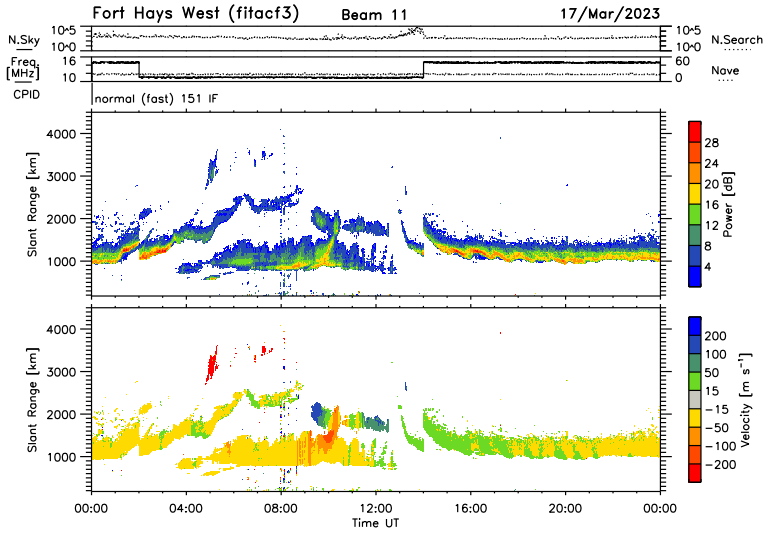 Fort Hays West (fitacf3) Beam 11 17/Mar/2023
N.Sky 10^5 10^0 10^5 10^0 N.Search
Freq. [MHz] 16 10 60 0 Nave
CPID normal (fast) 151 IF
Slant Range [km] 4000 3000 2000 1000
28 24 20 16 12 8 4 Power [dB]
Slant Range [km] 4000 3000 2000 1000
200 100 50 15 −15 −50 −100 −200 Velocity [m s⁻¹]
00:00 04:00 08:00 12:00 16:00 20:00 00:00
Time UT